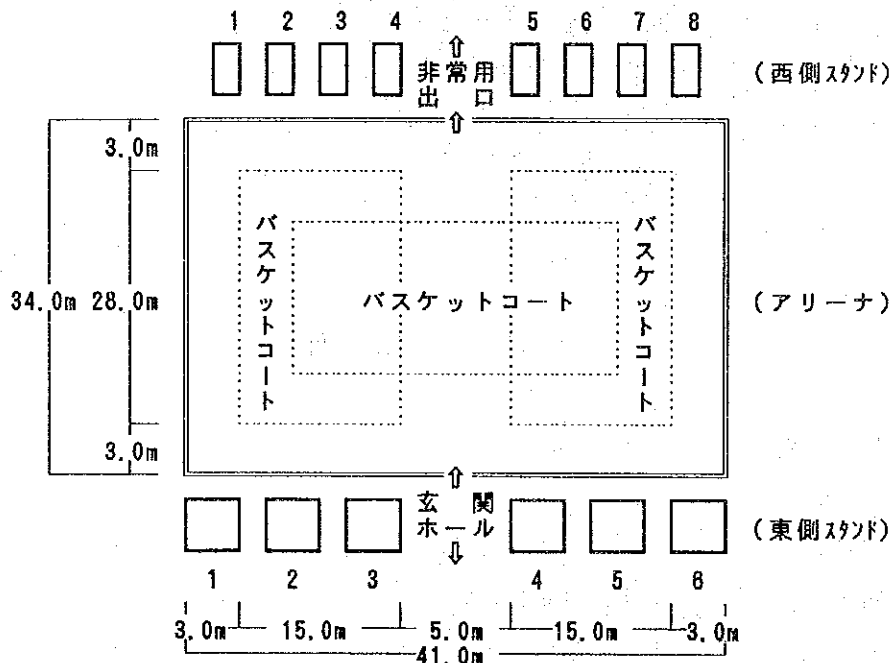 1 2 3 4 5 6 7 8
⇧
非常用
出 口
⇧
(西側スタンド)
3.0m
バスケットコート
バスケットコート
バスケットコート
34.0m 28.0m
(アリーナ)
3.0m
⇧
玄 関
ホール
⇩
(東側スタンド)
1 2 3 4 5 6
3.0m 15.0m 5.0m 15.0m 3.0m
41.0m